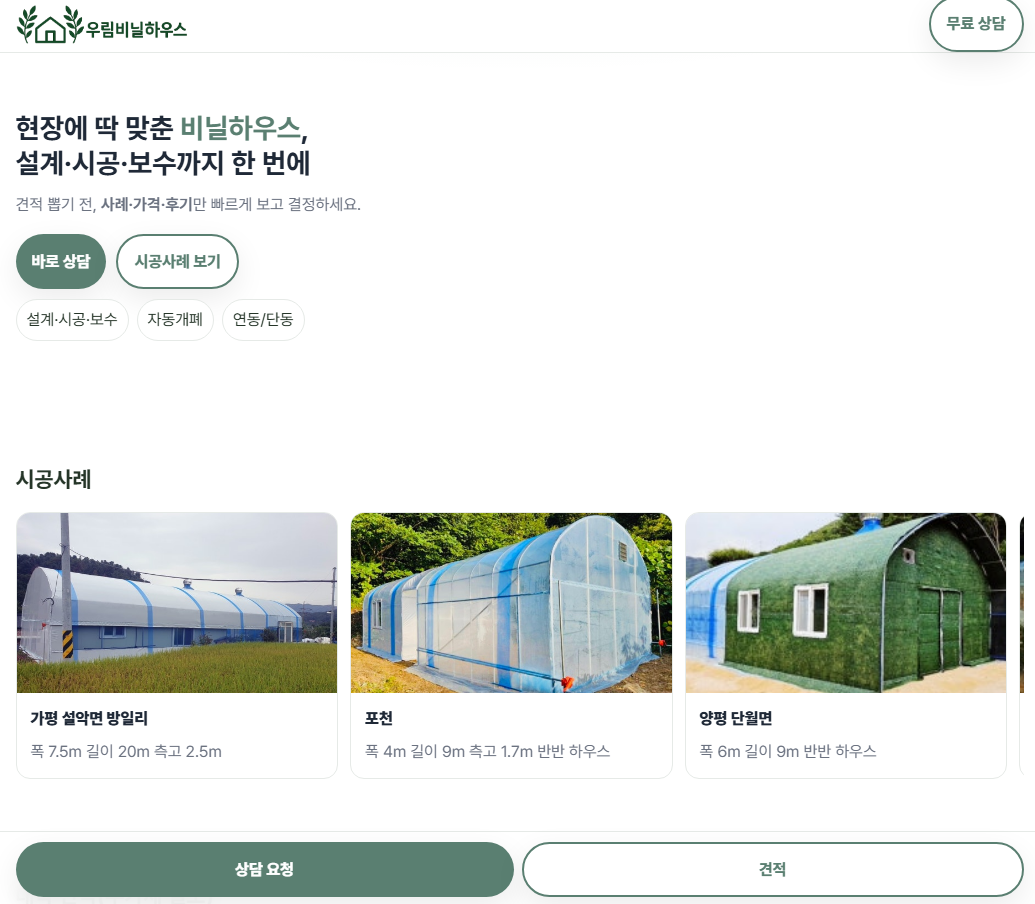 우림비닐하우스
무료 상담
현장에 딱 맞춘 비닐하우스,
설계·시공·보수까지 한 번에
견적 뽑기 전, 사례·가격·후기만 빠르게 보고 결정하세요.
바로 상담
시공사례 보기
설계·시공·보수
자동개폐
연동/단동
시공사례
가평 설악면 방일리
폭 7.5m 길이 20m 측고 2.5m
포천
폭 4m 길이 9m 측고 1.7m 반반 하우스
양평 단월면
폭 6m 길이 9m 반반 하우스
상담 요청
견적